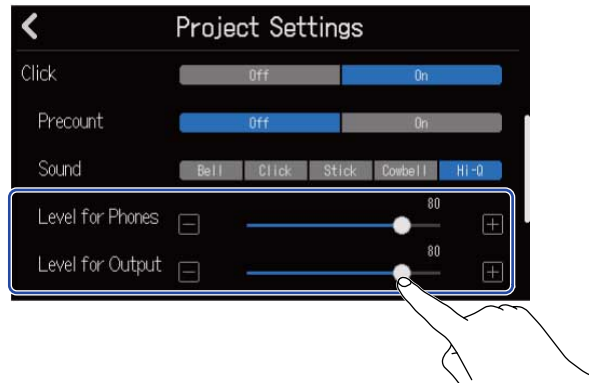 Project Settings
Click Off On
Precount Off On
Sound Bell Click Stick Cowbell Hi-Q
Level for Phones 80
Level for Output 80